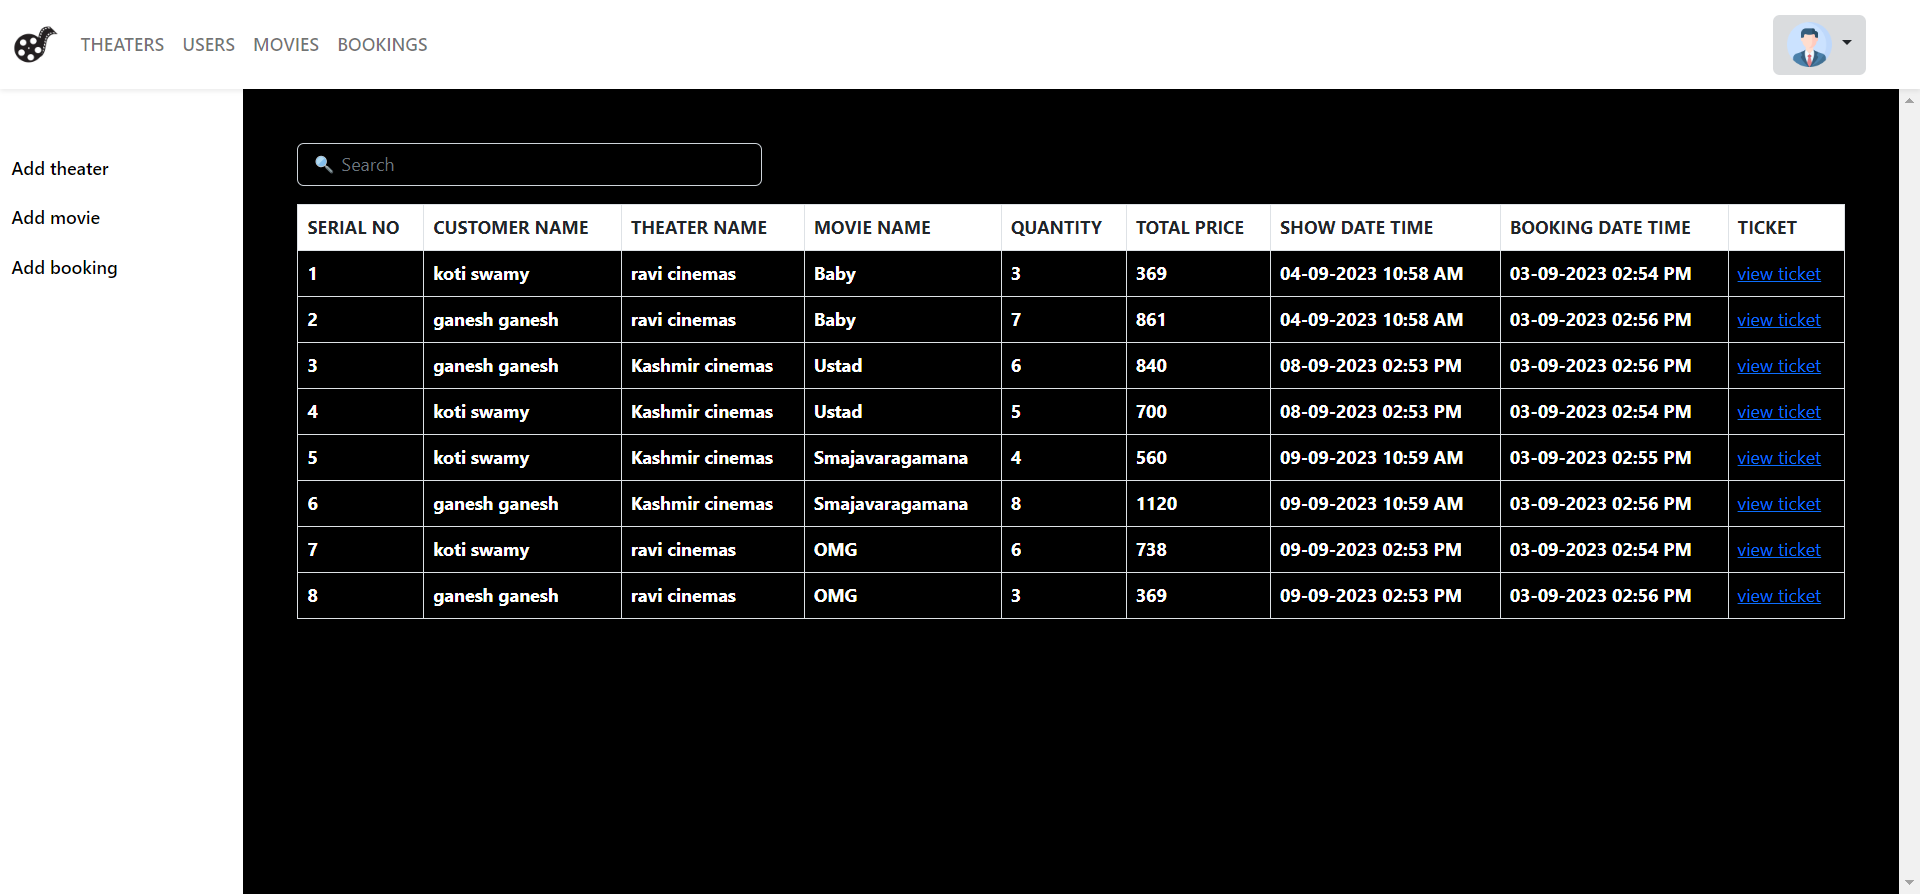 THEATERS USERS MOVIES BOOKINGS
Add theater
Add movie
Add booking
Search
SERIAL NO CUSTOMER NAME THEATER NAME MOVIE NAME QUANTITY TOTAL PRICE SHOW DATE TIME BOOKING DATE TIME TICKET
1 koti swamy ravi cinemas Baby 3 369 04-09-2023 10:58 AM 03-09-2023 02:54 PM view ticket
2 ganesh ganesh ravi cinemas Baby 7 861 04-09-2023 10:58 AM 03-09-2023 02:56 PM view ticket
3 ganesh ganesh Kashmir cinemas Ustad 6 840 08-09-2023 02:53 PM 03-09-2023 02:56 PM view ticket
4 koti swamy Kashmir cinemas Ustad 5 700 08-09-2023 02:53 PM 03-09-2023 02:54 PM view ticket
5 koti swamy Kashmir cinemas Smajavaragamana 4 560 09-09-2023 10:59 AM 03-09-2023 02:55 PM view ticket
6 ganesh ganesh Kashmir cinemas Smajavaragamana 8 1120 09-09-2023 10:59 AM 03-09-2023 02:56 PM view ticket
7 koti swamy ravi cinemas OMG 6 738 09-09-2023 02:53 PM 03-09-2023 02:54 PM view ticket
8 ganesh ganesh ravi cinemas OMG 3 369 09-09-2023 02:53 PM 03-09-2023 02:56 PM view ticket